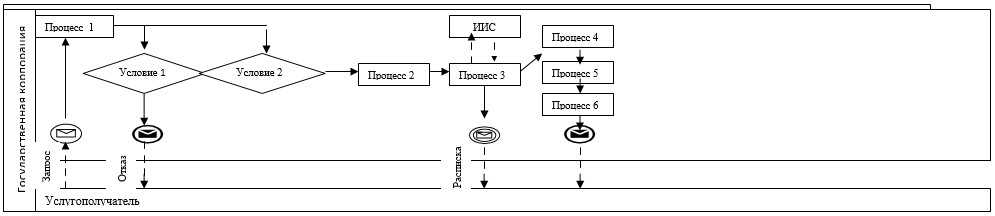 Государственная корпорация
Процесс 1
ИИС
Процесс 4
Условие 1
Условие 2
Процесс 2
Процесс 3
Процесс 5
Процесс 6
Запрос
Отказ
Расписка
Услугополучатель